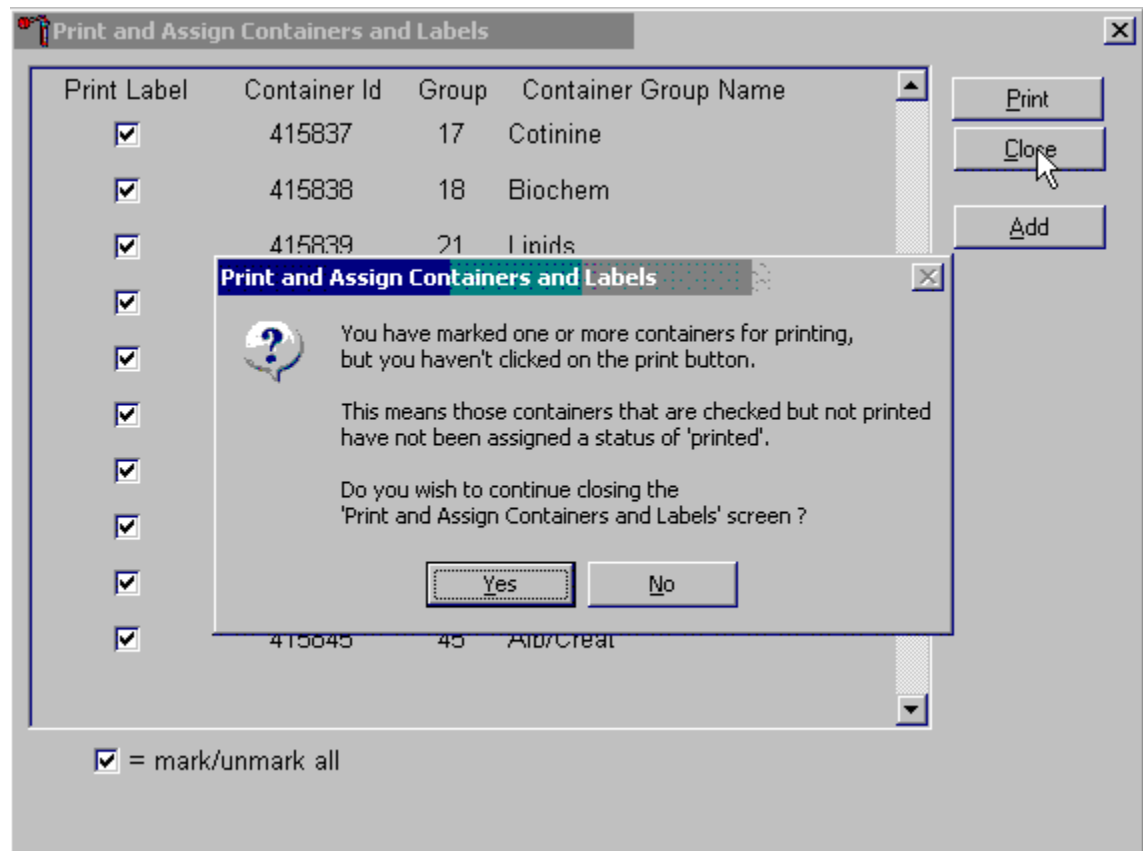 Print and Assign Containers and Labels
Print Label Container Id Group Container Group Name
415837 17 Cotinine
415838 18 Biochem
415839 21 Lipids
Print
Close
Add
Print and Assign Containers and Labels
You have marked one or more containers for printing,
but you haven't clicked on the print button.
This means those containers that are checked but not printed
have not been assigned a status of 'printed'.
Do you wish to continue closing the
'Print and Assign Containers and Labels' screen ?
Yes No
415845 45 Alb/Creat
= mark/unmark all